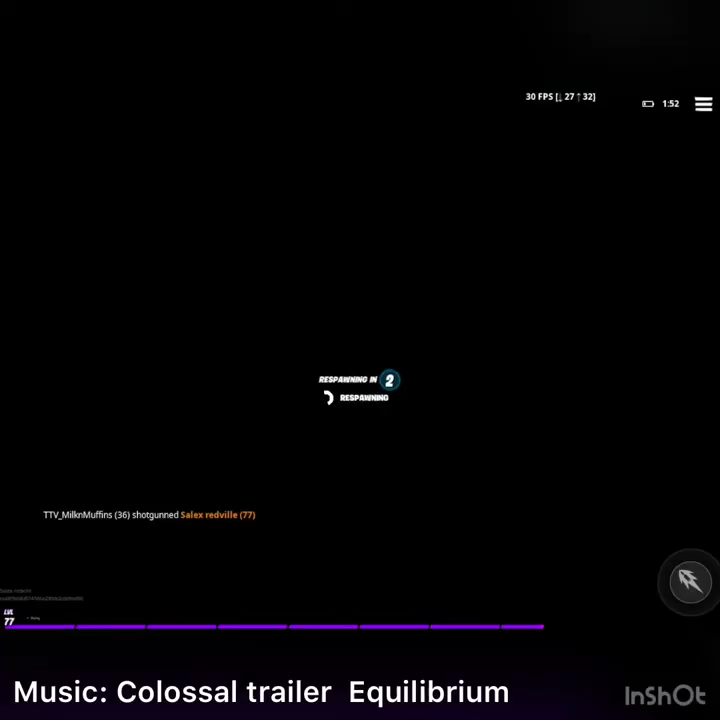 30 FPS [↓ 27 ↑ 32]
1:52
RESPAWNING IN 2
RESPAWNING
TTV_MilknMuffins (36) shotgunned Salex redville (77)
LVL
77
Music: Colossal trailer Equilibrium
InShOt